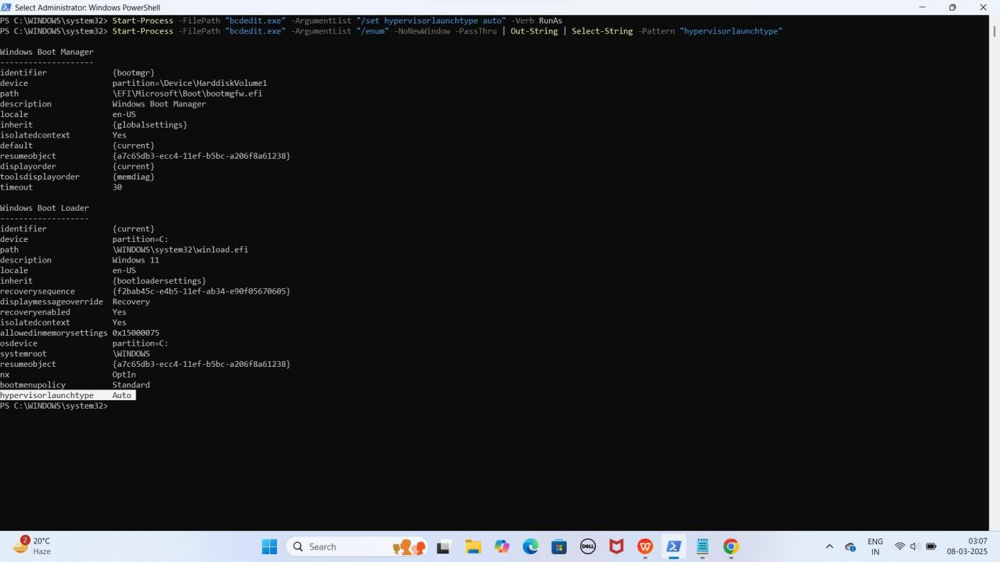 Select Administrator: Windows PowerShell
PS C:\WINDOWS\system32> Start-Process -FilePath "bcdedit.exe" -ArgumentList "/set hypervisorlaunchtype auto" -Verb RunAs
PS C:\WINDOWS\system32> Start-Process -FilePath "bcdedit.exe" -ArgumentList "/enum" -NoNewWindow -PassThru | Out-String | Select-String -Pattern "hypervisorlaunchtype"
Windows Boot Manager
--------------------
identifier {bootmgr}
device partition=\Device\HarddiskVolume1
path \EFI\Microsoft\Boot\bootmgfw.efi
description Windows Boot Manager
locale en-US
inherit {globalsettings}
isolatedcontext Yes
default {current}
resumeobject {a7c65db3-ecc4-11ef-b5bc-a206f8a61238}
displayorder {current}
toolsdisplayorder {memdiag}
timeout 30
Windows Boot Loader
-------------------
identifier {current}
device partition=C:
path \WINDOWS\system32\winload.efi
description Windows 11
locale en-US
inherit {bootloadersettings}
recoverysequence {f2bab45c-e4b5-11ef-ab34-e90f05670605}
displaymessageoverride Recovery
recoveryenabled Yes
isolatedcontext Yes
allowedinmemorysettings 0x15000075
osdevice partition=C:
systemroot \WINDOWS
resumeobject {a7c65db3-ecc4-11ef-b5bc-a206f8a61238}
nx OptIn
bootmenupolicy Standard
hypervisorlaunchtype Auto
PS C:\WINDOWS\system32>
2
20°C
Haze
Search
DELL
ENG
IN
03:07
08-03-2025